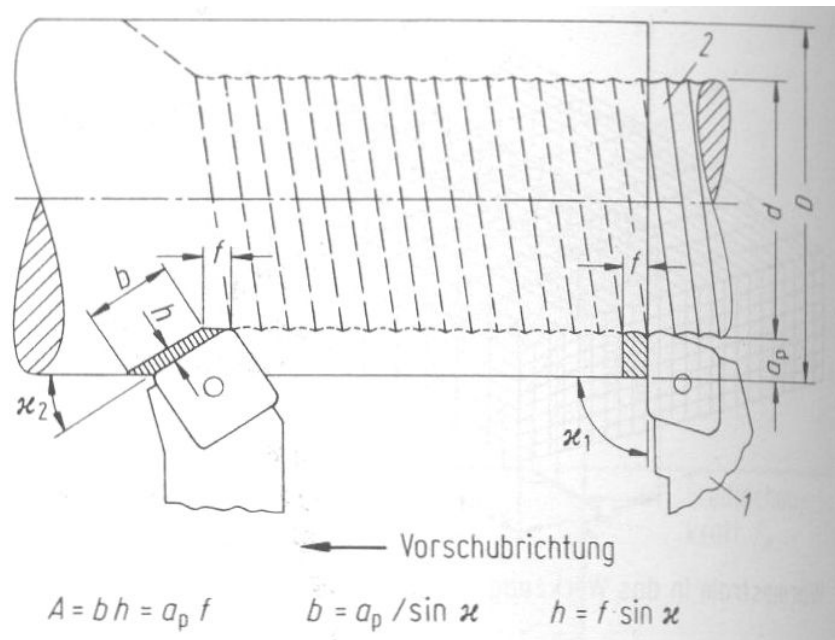 2
f
f
b
h
d
D
a_p
ϰ₂
ϰ₁
1
Vorschubrichtung
A = b h = a_p f    b = a_p / sin ϰ    h = f · sin ϰ